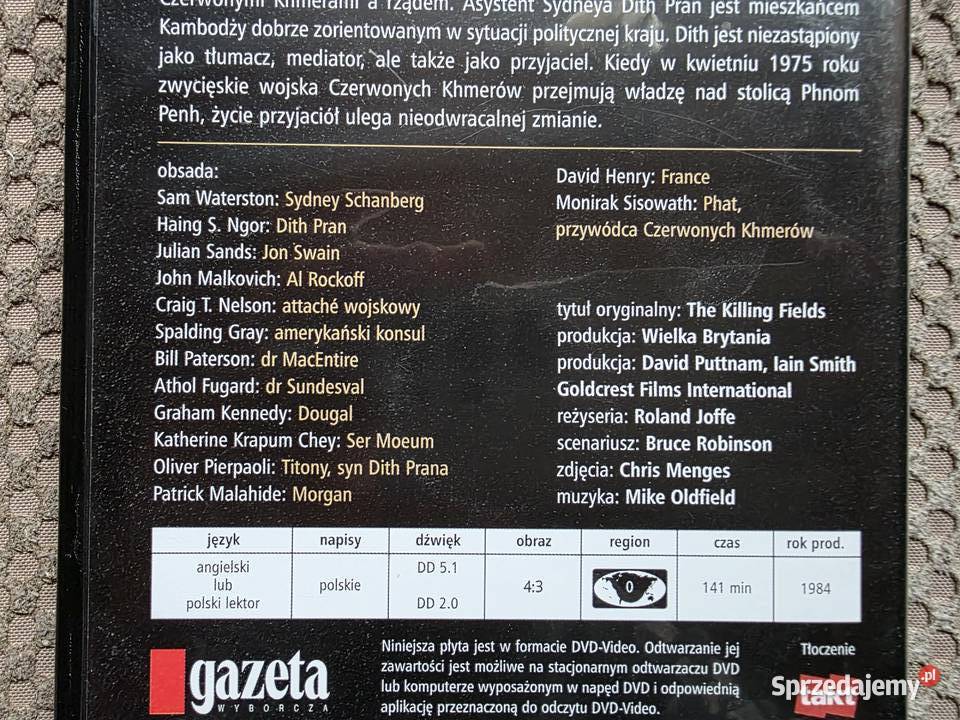 Czerwonymi Khmerami a rządem. Asystent Sydneya Dith Pran jest mieszkańcem
Kambodży dobrze zorientowanym w sytuacji politycznej kraju. Dith jest niezastąpiony
jako tłumacz, mediator, ale także jako przyjaciel. Kiedy w kwietniu 1975 roku
zwycięskie wojska Czerwonych Khmerów przejmują władzę nad stolicą Phnom
Penh, życie przyjaciół ulega nieodwracalnej zmianie.
obsada:
Sam Waterston: Sydney Schanberg
Haing S. Ngor: Dith Pran
Julian Sands: Jon Swain
John Malkovich: Al Rockoff
Craig T. Nelson: attaché wojskowy
Spalding Gray: amerykański konsul
Bill Paterson: dr MacEntire
Athol Fugard: dr Sundesval
Graham Kennedy: Dougal
Katherine Krapum Chey: Ser Moeum
Oliver Pierpaoli: Titony, syn Dith Prana
Patrick Malahide: Morgan
David Henry: France
Monirak Sisowath: Phat,
przywódca Czerwonych Khmerów
tytuł oryginalny: The Killing Fields
produkcja: Wielka Brytania
produkcja: David Puttnam, Iain Smith
Goldcrest Films International
reżyseria: Roland Joffe
scenariusz: Bruce Robinson
zdjęcia: Chris Menges
muzyka: Mike Oldfield
język napisy dźwięk obraz region czas rok prod.
angielski
lub
polski lektor
polskie
DD 5.1
DD 2.0
4:3
0
141 min
1984
gazeta
WYBORCZA
Niniejsza płyta jest w formacie DVD-Video. Odtwarzanie jej
zawartości jest możliwe na stacjonarnym odtwarzaczu DVD
lub komputerze wyposażonym w napęd DVD i odpowiednią
aplikację przeznaczoną do odczytu DVD-Video.
Tłoczenie
takt
Sprzedajemy.pl